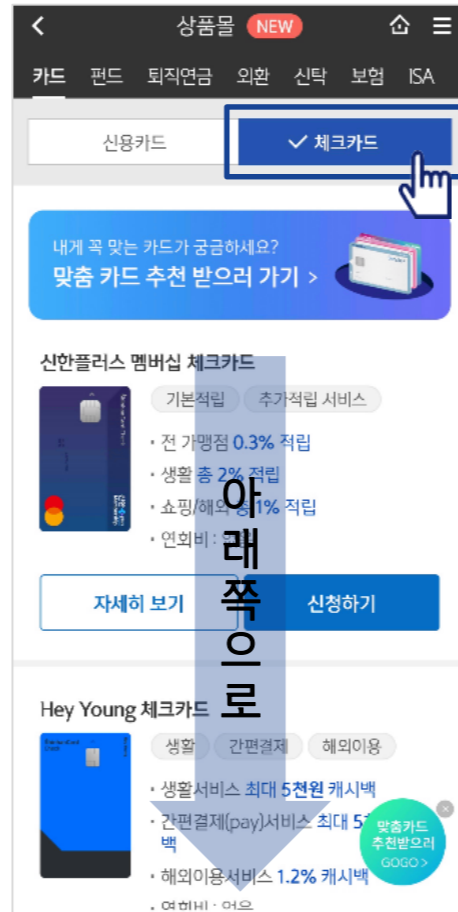 상품몰 NEW
카드 펀드 퇴직연금 외환 신탁 보험 ISA
신용카드 체크카드
내게 꼭 맞는 카드가 궁금하세요?
맞춤 카드 추천 받으러 가기 >
신한플러스 멤버십 체크카드
기본적립 추가적립 서비스
· 전 가맹점 0.3% 적립
· 생활 총 2% 적립
· 쇼핑/해외 총 1% 적립
· 연회비 :
자세히 보기 신청하기
아래쪽으로
Hey Young 체크카드
생활 간편결제 해외이용
· 생활서비스 최대 5천원 캐시백
· 간편결제(pay)서비스 최대 5
백
· 해외이용서비스 1.2% 캐시백
· 연회비 : 없음
맞춤카드
추천받으러
GOGO >